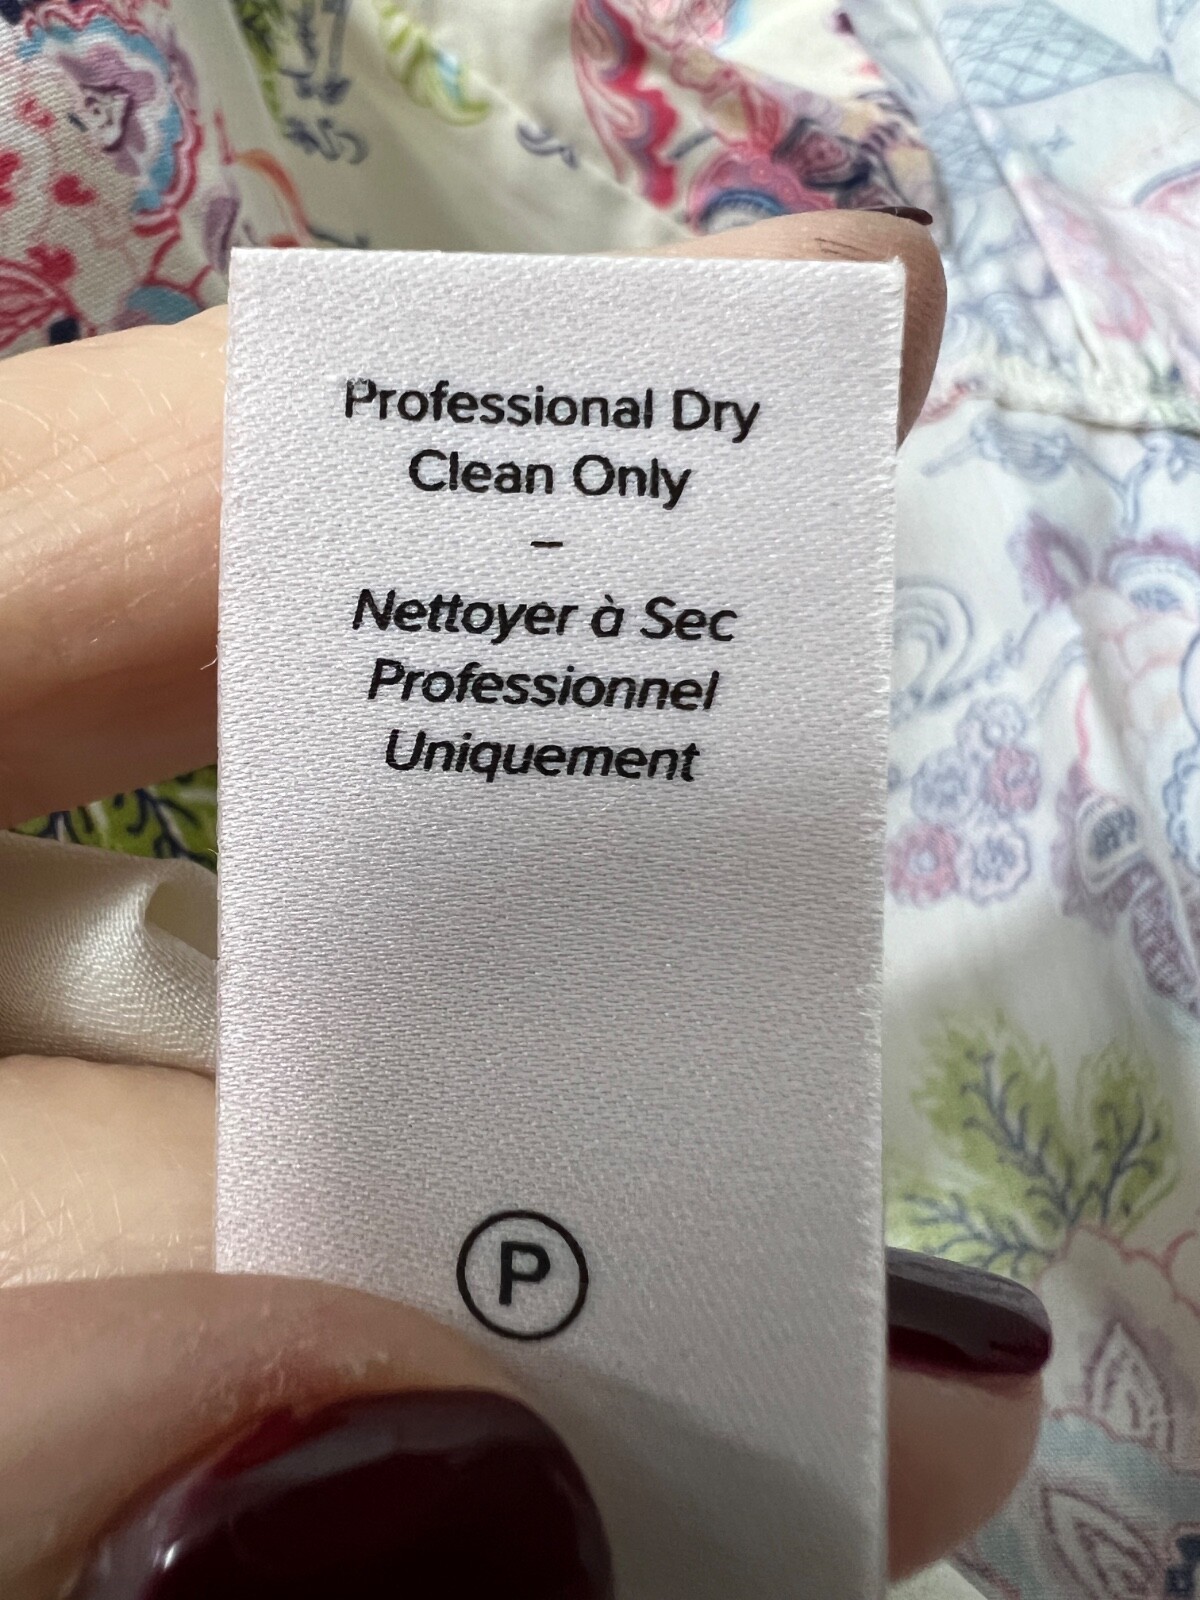 Professional Dry
Clean Only
–
Nettoyer à Sec
Professionnel
Uniquement
P